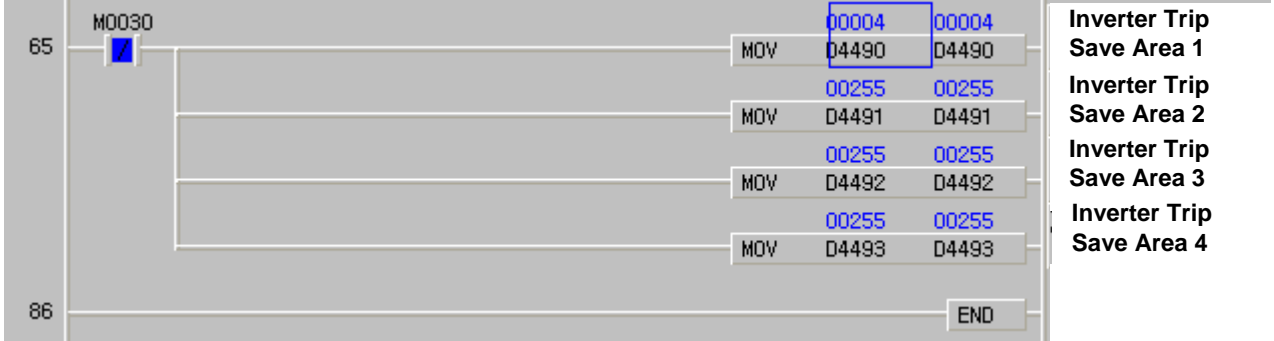 M0030 00004 00004 Inverter Trip
65 MOV D4490 D4490 Save Area 1
00255 00255 Inverter Trip
MOV D4491 D4491 Save Area 2
00255 00255 Inverter Trip
MOV D4492 D4492 Save Area 3
00255 00255 Inverter Trip
MOV D4493 D4493 Save Area 4
86 END